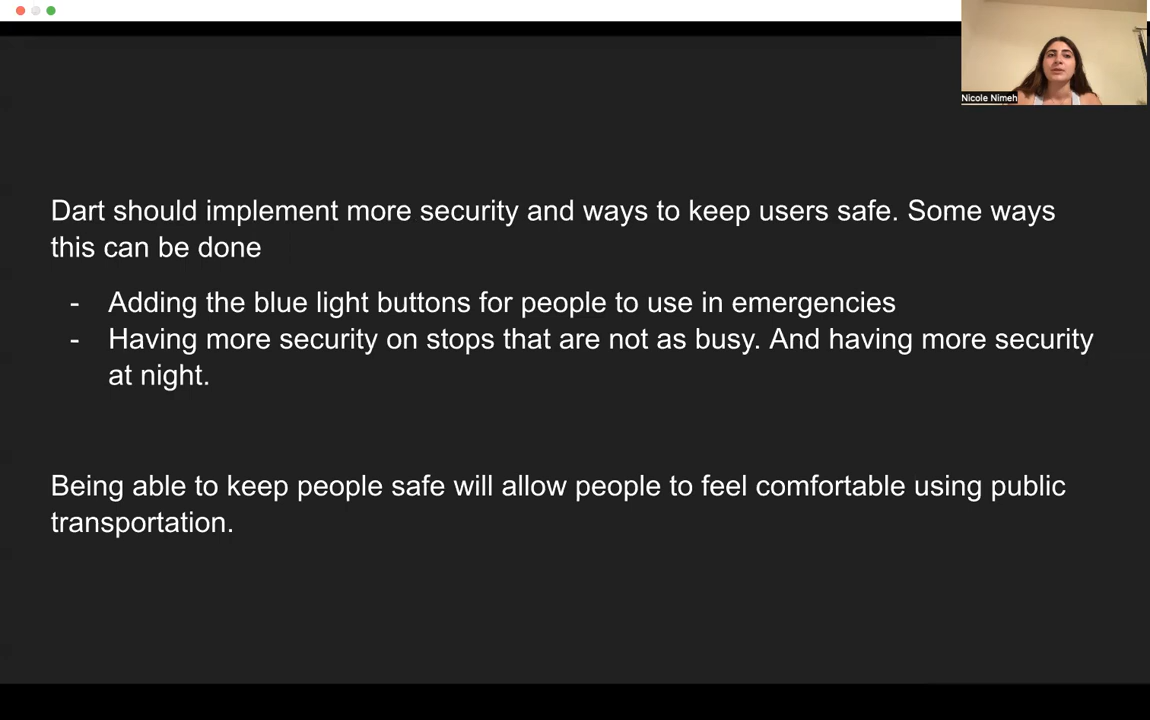 Nicole Nimeh
Dart should implement more security and ways to keep users safe. Some ways
this can be done
- Adding the blue light buttons for people to use in emergencies
- Having more security on stops that are not as busy. And having more security
at night.
Being able to keep people safe will allow people to feel comfortable using public
transportation.